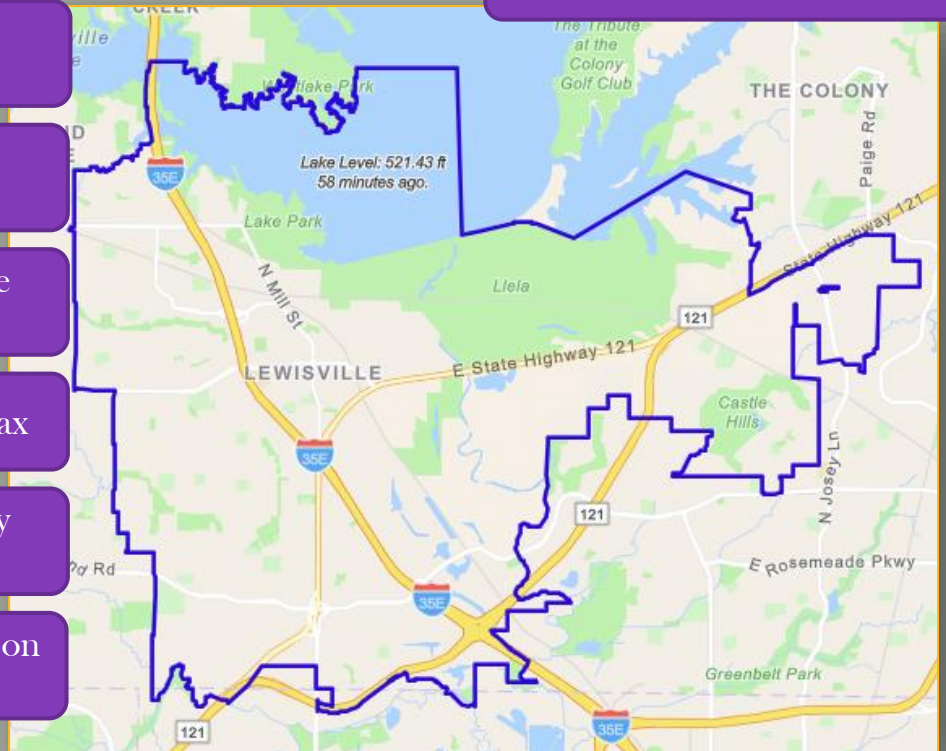 CREEK
The Tribute
at the
Colony
Golf Club
THE COLONY
Paige Rd
Lake Level: 521.43 ft
58 minutes ago.
35E
Lake Park
State Highway 121
N Mill St
Llela
121
E State Highway 121
LEWISVILLE
Castle
Hills
ax
35E
N Josey Ln
121
y
Rd
E Rosemeade Pkwy
35E
on
Greenbelt Park
121
35E